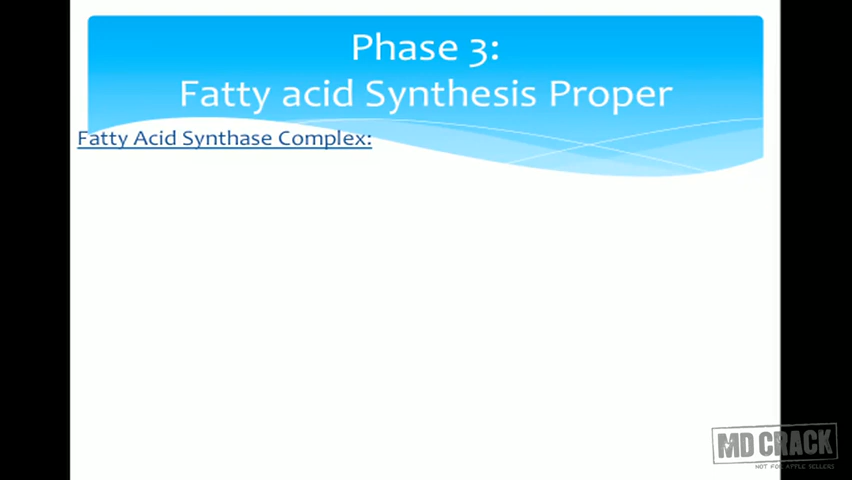 Phase 3:
Fatty acid Synthesis Proper
Fatty Acid Synthase Complex:
MD CRACK
NOT FOR APPLE SELLERS